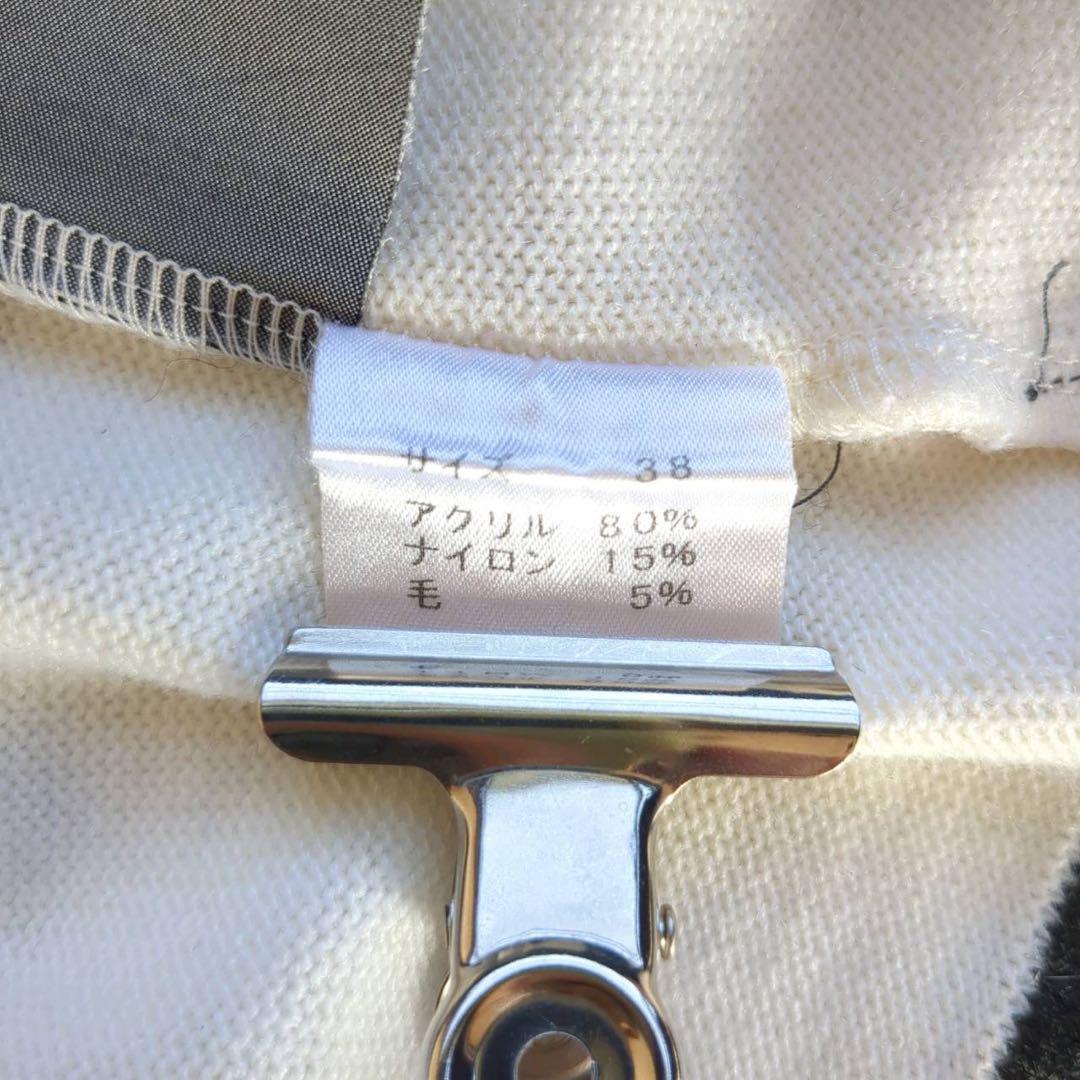 サイズ 38
アクリル 80%
ナイロン 15%
毛 5%